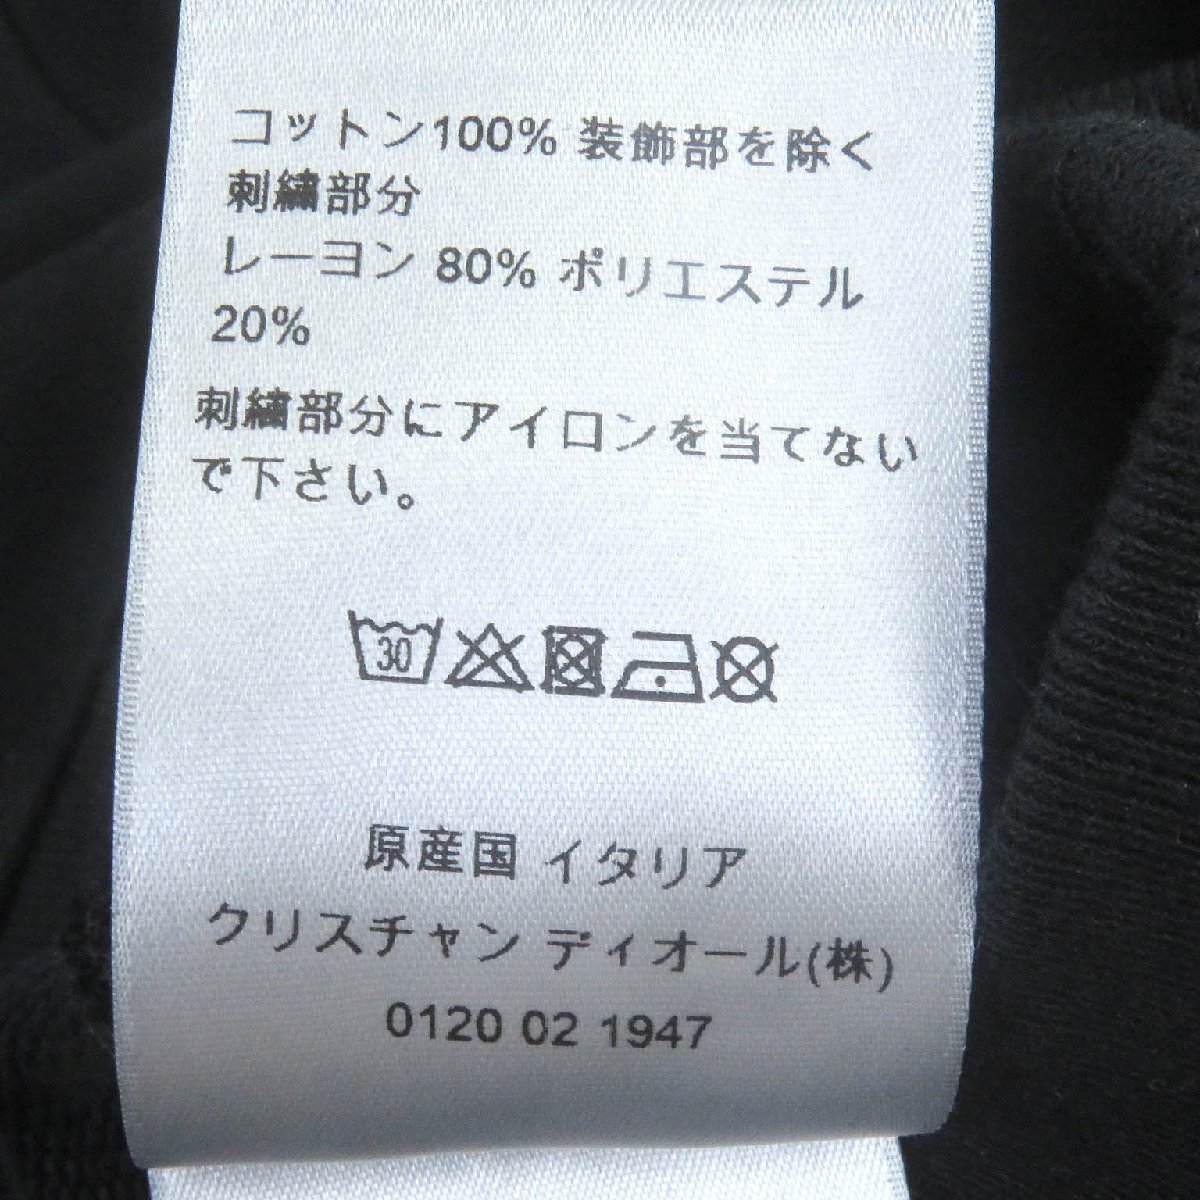 コットン100% 装飾部を除く
刺繍部分
レーヨン 80% ポリエステル
20%
刺繍部分にアイロンを当てない
で下さい。
30
原産国 イタリア
クリスチャン ディオール(株)
0120 02 1947